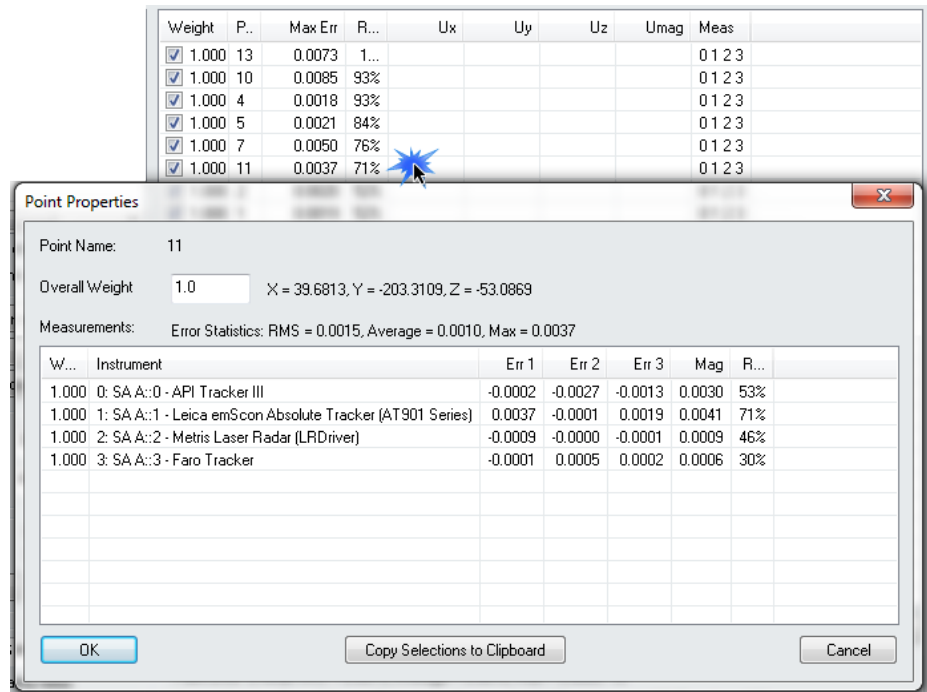 Weight P.. Max Err R... Ux Uy Uz Umag Meas
1.000 13 0.0073 1... 0 1 2 3
1.000 10 0.0085 93% 0 1 2 3
1.000 4 0.0018 93% 0 1 2 3
1.000 5 0.0021 84% 0 1 2 3
1.000 7 0.0050 76% 0 1 2 3
1.000 11 0.0037 71% 0 1 2 3
Point Properties
Point Name: 11
Overall Weight 1.0 X = 39.6813, Y = -203.3109, Z = -53.0869
Measurements: Error Statistics: RMS = 0.0015, Average = 0.0010, Max = 0.0037
W... Instrument Err 1 Err 2 Err 3 Mag R...
1.000 0: SA A::0 - API Tracker III -0.0002 -0.0027 -0.0013 0.0030 53%
1.000 1: SA A::1 - Leica emScon Absolute Tracker (AT901 Series) 0.0037 -0.0001 0.0019 0.0041 71%
1.000 2: SA A::2 - Metris Laser Radar (LRDriver) -0.0009 -0.0000 -0.0001 0.0009 46%
1.000 3: SA A::3 - Faro Tracker -0.0001 0.0005 0.0002 0.0006 30%
OK Copy Selections to Clipboard Cancel